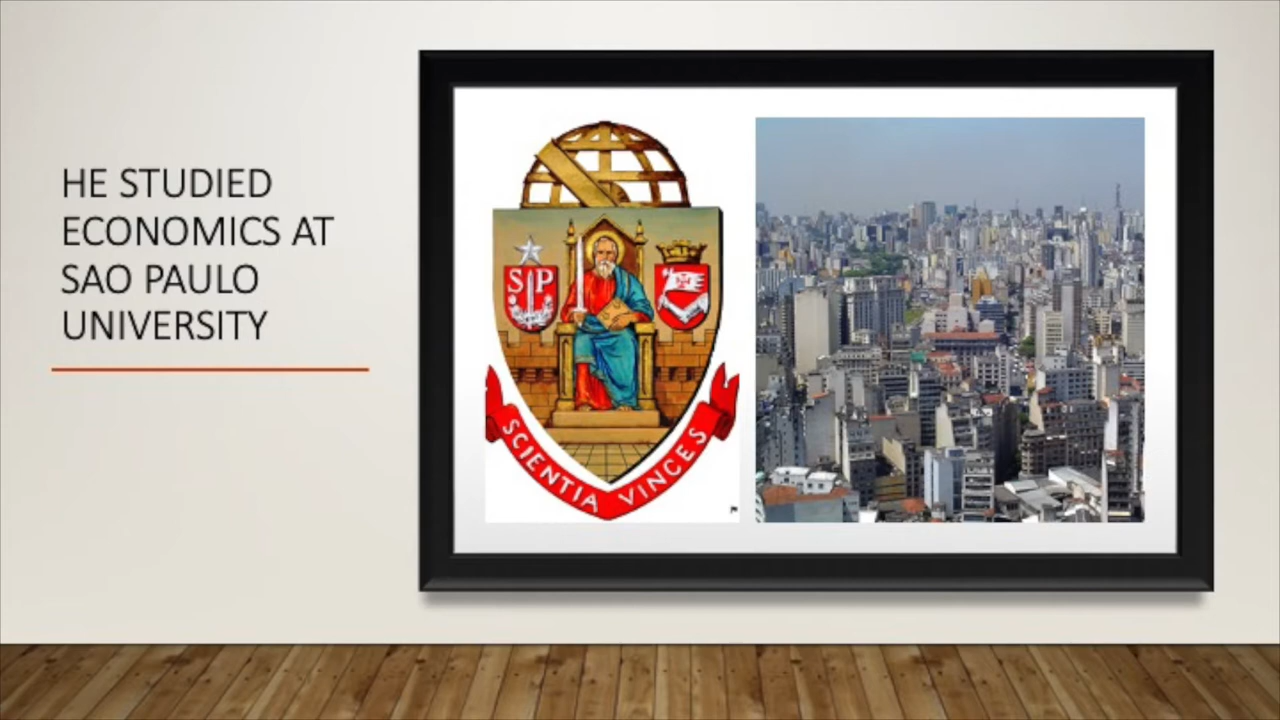 HE STUDIED
ECONOMICS AT
SAO PAULO
UNIVERSITY
S P
SCIENTIA VINCES